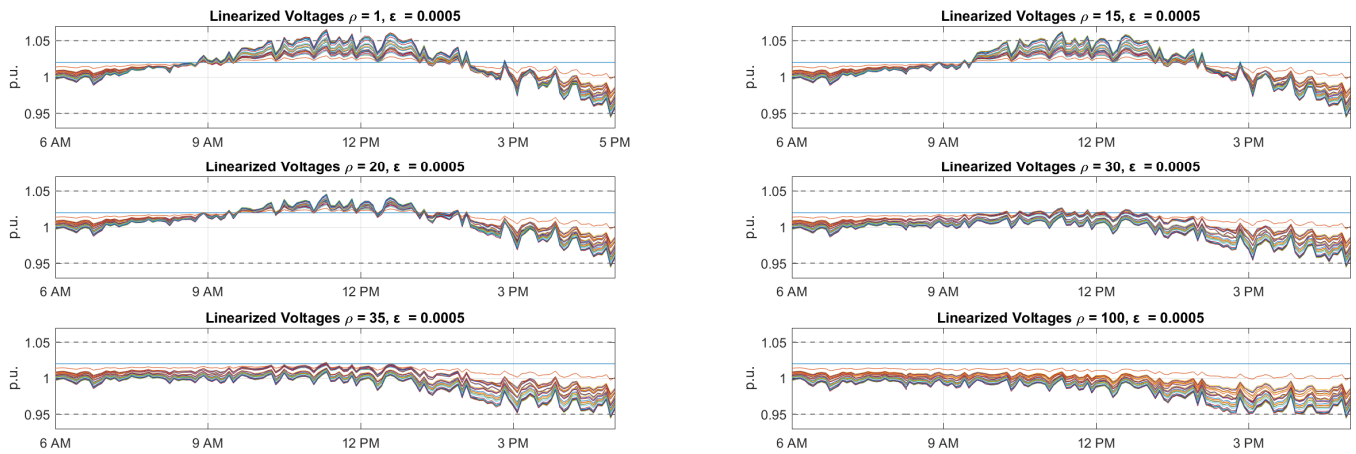 Linearized Voltages ρ = 1, ε = 0.0005
1.05
1
0.95
p.u.
6 AM 9 AM 12 PM 3 PM 5 PM
Linearized Voltages ρ = 15, ε = 0.0005
1.05
1
0.95
p.u.
6 AM 9 AM 12 PM 3 PM
Linearized Voltages ρ = 20, ε = 0.0005
1.05
1
0.95
p.u.
6 AM 9 AM 12 PM 3 PM
Linearized Voltages ρ = 30, ε = 0.0005
1.05
1
0.95
p.u.
6 AM 9 AM 12 PM 3 PM
Linearized Voltages ρ = 35, ε = 0.0005
1.05
1
0.95
p.u.
6 AM 9 AM 12 PM 3 PM
Linearized Voltages ρ = 100, ε = 0.0005
1.05
1
0.95
p.u.
6 AM 9 AM 12 PM 3 PM